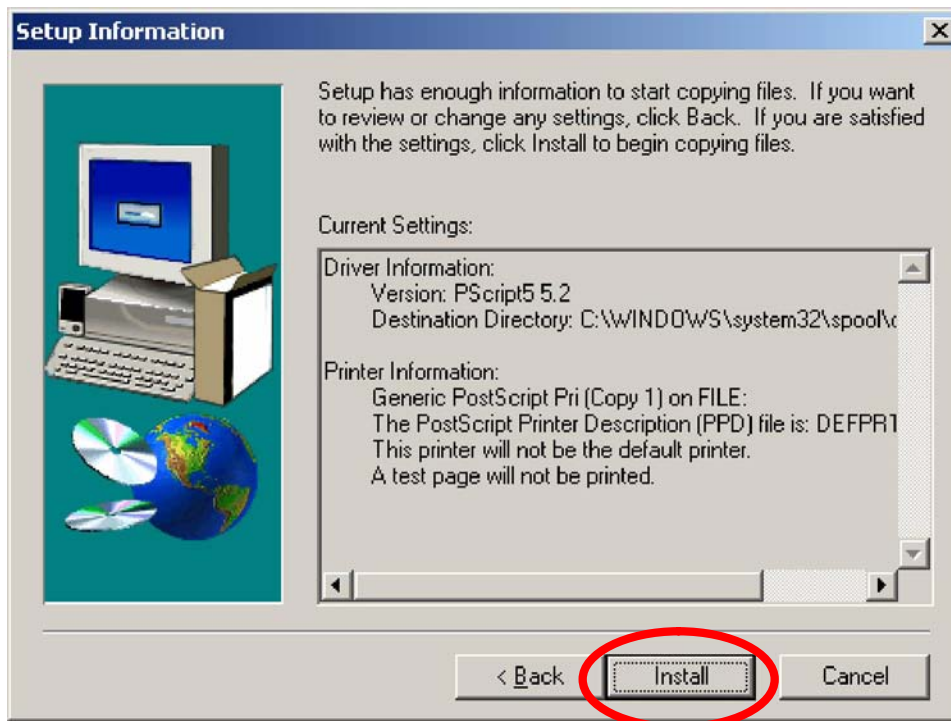 Setup Information
Setup has enough information to start copying files. If you want
to review or change any settings, click Back. If you are satisfied
with the settings, click Install to begin copying files.
Current Settings:
Driver Information:
Version: PScript5 5.2
Destination Directory: C:\WINDOWS\system32\spool\
Printer Information:
Generic PostScript Pri (Copy 1) on FILE:
The PostScript Printer Description (PPD) file is: DEFPRT
This printer will not be the default printer.
A test page will not be printed.
< Back
Install
Cancel